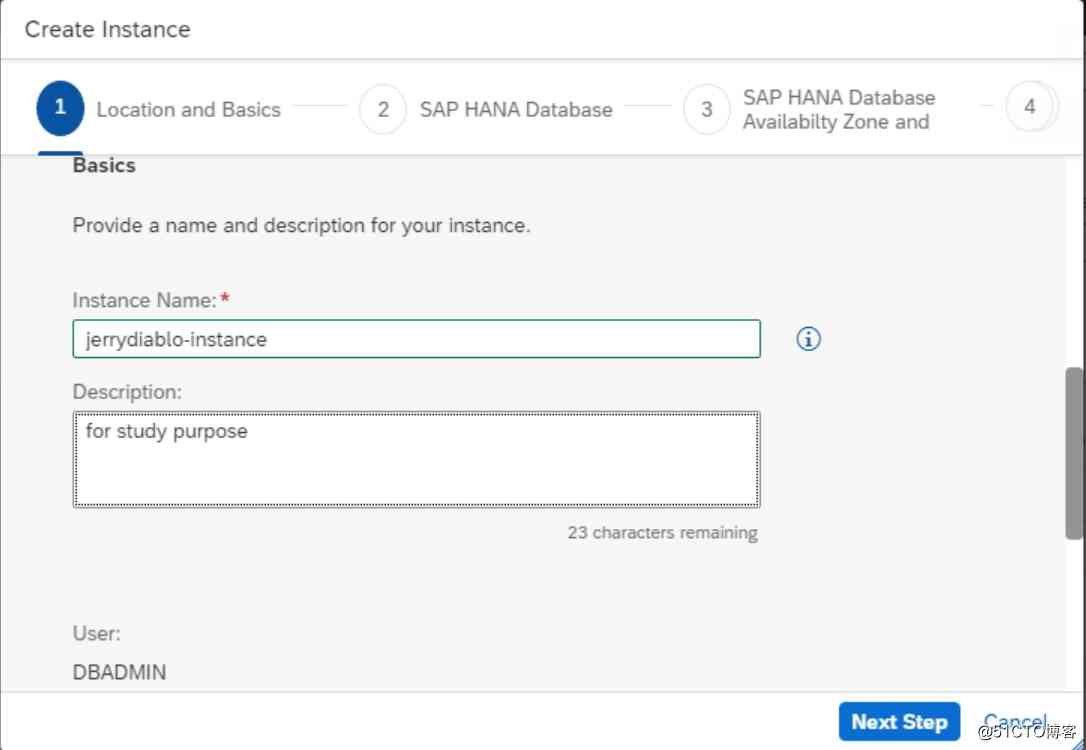 Create Instance
1
Location and Basics
2
SAP HANA Database
3
SAP HANA Database
Availabilty Zone and
4
Basics
Provide a name and description for your instance.
Instance Name:*
jerrydiablo-instance
Description:
for study purpose
23 characters remaining
User:
DBADMIN
Next Step
Cancel
@51CTO博客